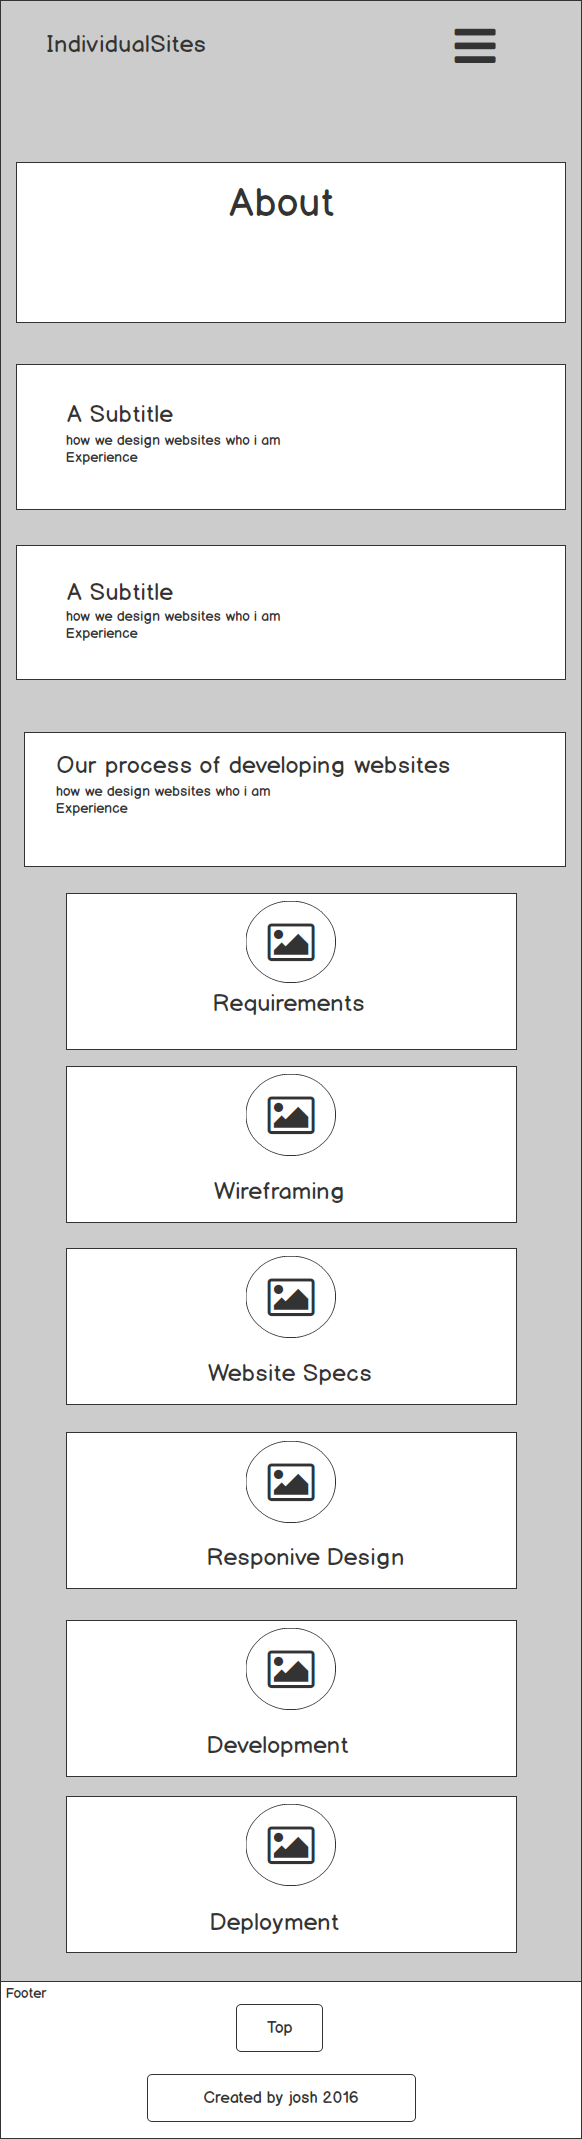 IndividualSites
About
A Subtitle
how we design websites who i am
Experience
A Subtitle
how we design websites who i am
Experience
Our process of developing websites
how we design websites who i am
Experience
Requirements
Wireframing
Website Specs
Responive Design
Development
Deployment
Footer
Top
Created by josh 2016